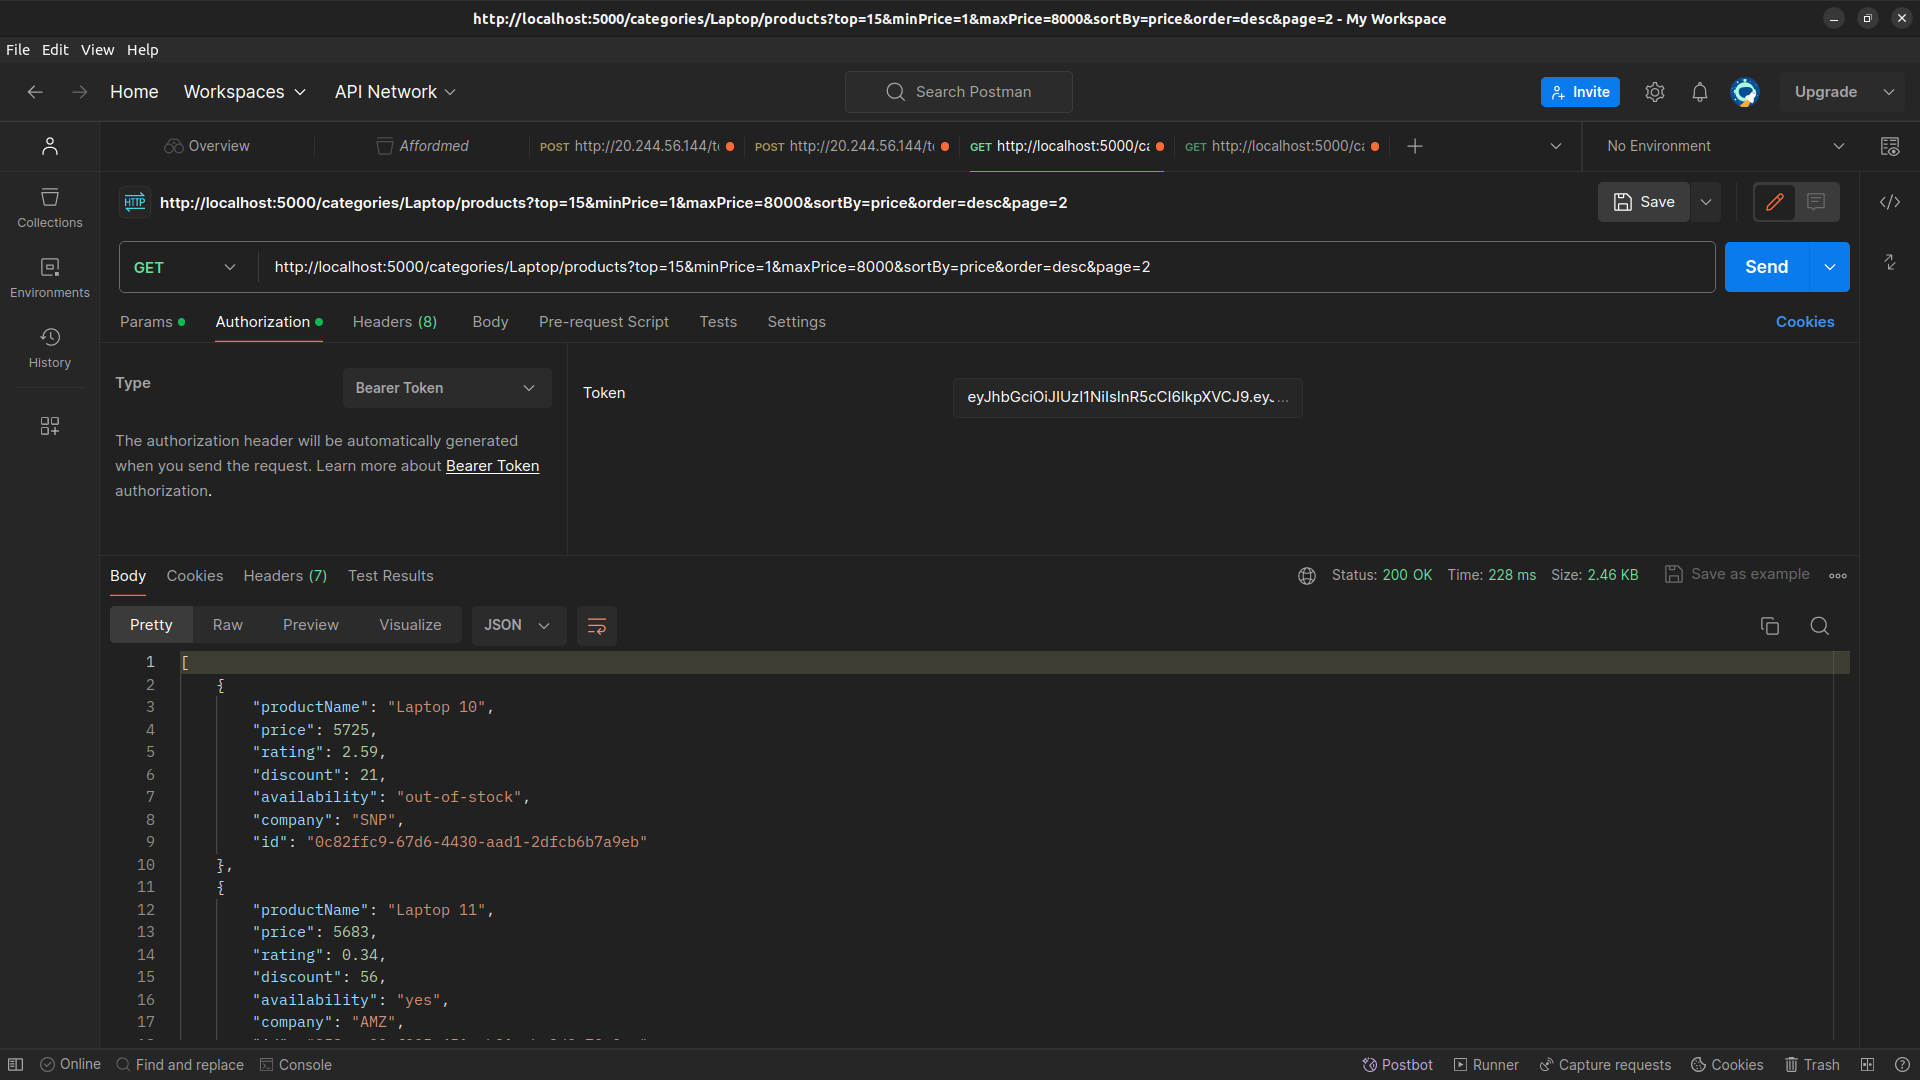 http://localhost:5000/categories/Laptop/products?top=15&minPrice=1&maxPrice=8000&sortBy=price&order=desc&page=2 - My Workspace
File Edit View Help
Home Workspaces API Network Search Postman Invite Upgrade
Overview Affordmed POST http://20.244.56.144/t POST http://20.244.56.144/t GET http://localhost:5000/ca GET http://localhost:5000/ca No Environment
HTTP http://localhost:5000/categories/Laptop/products?top=15&minPrice=1&maxPrice=8000&sortBy=price&order=desc&page=2 Save
Collections
GET http://localhost:5000/categories/Laptop/products?top=15&minPrice=1&maxPrice=8000&sortBy=price&order=desc&page=2 Send
Environments
Params Authorization Headers (8) Body Pre-request Script Tests Settings Cookies
History
Type Bearer Token
Token eyJhbGciOiJIUzI1NiIsInR5cCI6IkpXVCJ9.eyJ...
The authorization header will be automatically generated
when you send the request. Learn more about Bearer Token
authorization.
Body Cookies Headers (7) Test Results Status: 200 OK Time: 228 ms Size: 2.46 KB Save as example
Pretty Raw Preview Visualize JSON
1 [
2 {
3 "productName": "Laptop 10",
4 "price": 5725,
5 "rating": 2.59,
6 "discount": 21,
7 "availability": "out-of-stock",
8 "company": "SNP",
9 "id": "0c82ffc9-67d6-4430-aad1-2dfcb6b7a9eb"
10 },
11 {
12 "productName": "Laptop 11",
13 "price": 5683,
14 "rating": 0.34,
15 "discount": 56,
16 "availability": "yes",
17 "company": "AMZ",
Online Find and replace Console Postbot Runner Capture requests Cookies Trash